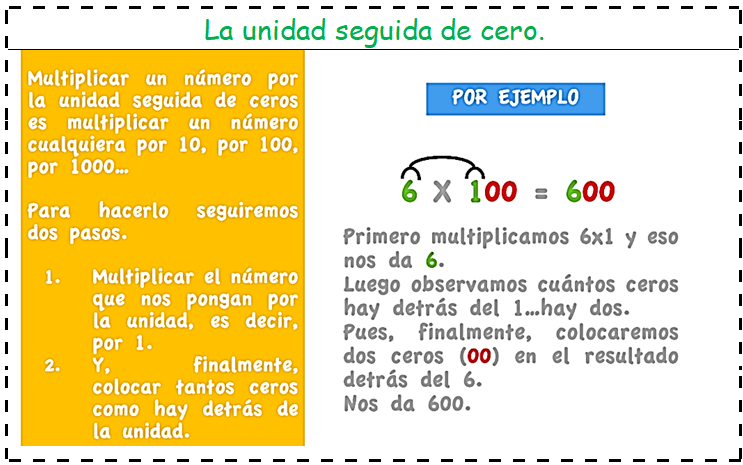 La unidad seguida de cero.
Multiplicar un número por
la unidad seguida de ceros
es multiplicar un número
cualquiera por 10, por 100,
por 1000...
Para hacerlo seguiremos
dos pasos.
1. Multiplicar el número
que nos pongan por
la unidad, es decir,
por 1.
2. Y, finalmente,
colocar tantos ceros
como hay detrás de
la unidad.
POR EJEMPLO
6 X 100 = 600
Primero multiplicamos 6x1 y eso
nos da 6.
Luego observamos cuántos ceros
hay detrás del 1...hay dos.
Pues, finalmente, colocaremos
dos ceros (00) en el resultado
detrás del 6.
Nos da 600.